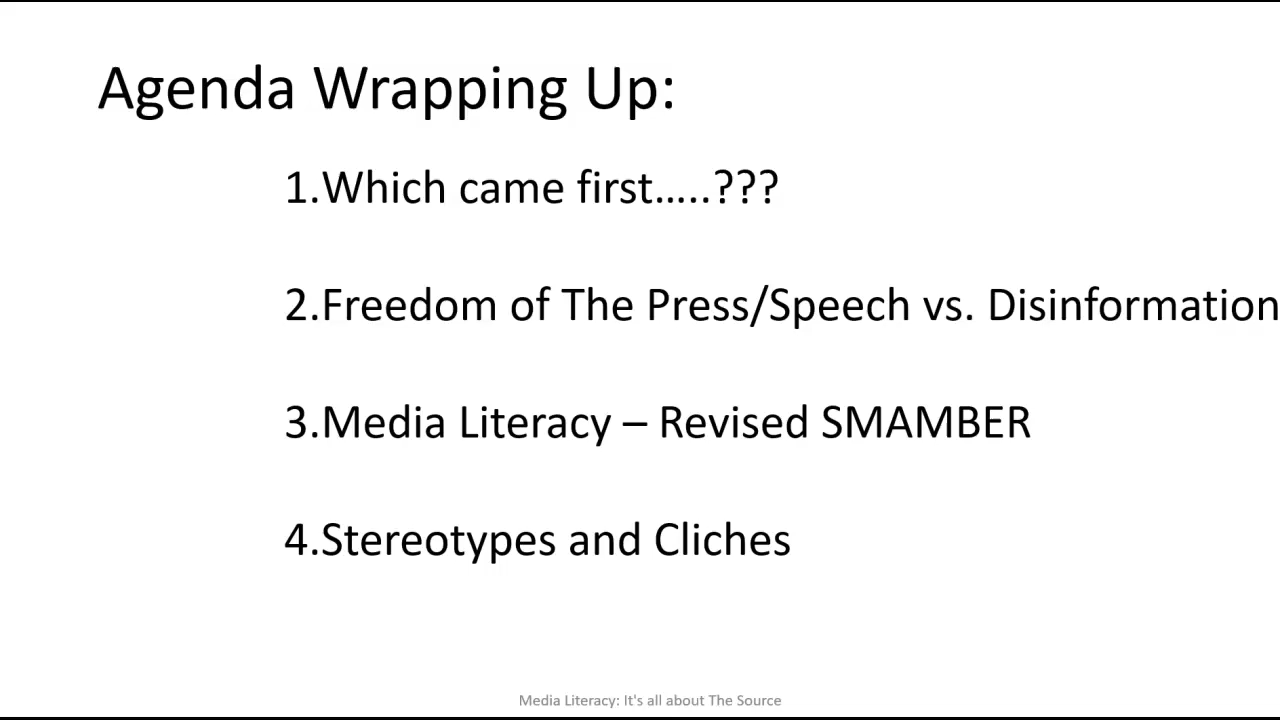 Agenda Wrapping Up:
1.Which came first…..???
2.Freedom of The Press/Speech vs. Disinformation
3.Media Literacy – Revised SMAMBER
4.Stereotypes and Cliches
Media Literacy: It's all about The Source